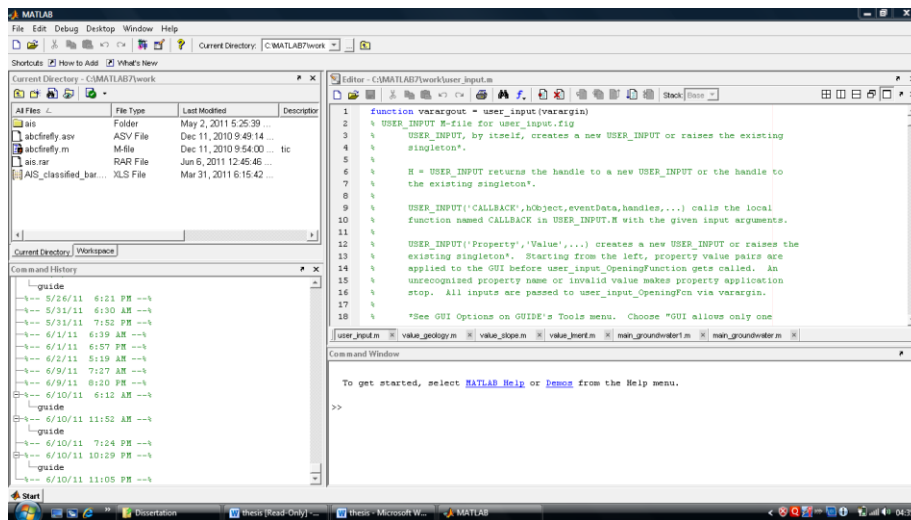 MATLAB
File Edit Debug Desktop Window Help
Current Directory: C:\MATLAB7\work
Shortcuts How to Add What's New
Current Directory - C:\MATLAB7\work
All Files File Type Last Modified Description
ais Folder May 2, 2011 5:25:39 ...
abcfirefly.asv ASV File Dec 11, 2010 9:49:14 ...
abcfirefly.m M-file Dec 11, 2010 9:54:00 ... tic
ais.rar RAR File Jun 6, 2011 12:45:46 ...
AIS_classified_bar.... XLS File Mar 31, 2011 6:15:42 ...
Current Directory Workspace
Command History
guide
%-- 5/26/11 6:21 PM --%
%-- 5/31/11 6:30 AM --%
%-- 5/31/11 7:52 PM --%
%-- 6/1/11 6:39 AM --%
%-- 6/1/11 6:57 PM --%
%-- 6/2/11 5:19 AM --%
%-- 6/9/11 7:27 AM --%
%-- 6/9/11 8:20 PM --%
%-- 6/10/11 6:12 AM --%
guide
%-- 6/10/11 11:52 AM --%
guide
%-- 6/10/11 7:24 PM --%
%-- 6/10/11 10:29 PM --%
guide
%-- 6/10/11 11:05 PM --%
Editor - C:\MATLAB7\work\user_input.m
Stack: Base
1 function varargout = user_input(varargin)
2 % USER_INPUT M-file for user_input.fig
3 % USER_INPUT, by itself, creates a new USER_INPUT or raises the existing
4 % singleton*.
5 %
6 % H = USER_INPUT returns the handle to a new USER_INPUT or the handle to
7 % the existing singleton*.
8 %
9 % USER_INPUT('CALLBACK',hObject,eventData,handles,...) calls the local
10 % function named CALLBACK in USER_INPUT.M with the given input arguments.
11 %
12 % USER_INPUT('Property','Value',...) creates a new USER_INPUT or raises the
13 % existing singleton*. Starting from the left, property value pairs are
14 % applied to the GUI before user_input_OpeningFunction gets called. An
15 % unrecognized property name or invalid value makes property application
16 % stop. All inputs are passed to user_input_OpeningFcn via varargin.
17 %
18 % *See GUI Options on GUIDE's Tools menu. Choose "GUI allows only one
user_input.m value_geology.m value_slope.m value_lment.m main_groundwater1.m main_groundwater.m
Command Window
To get started, select MATLAB Help or Demos from the Help menu.
>>
Start
Dissertation thesis [Read-Only] -... thesis - Microsoft W... MATLAB